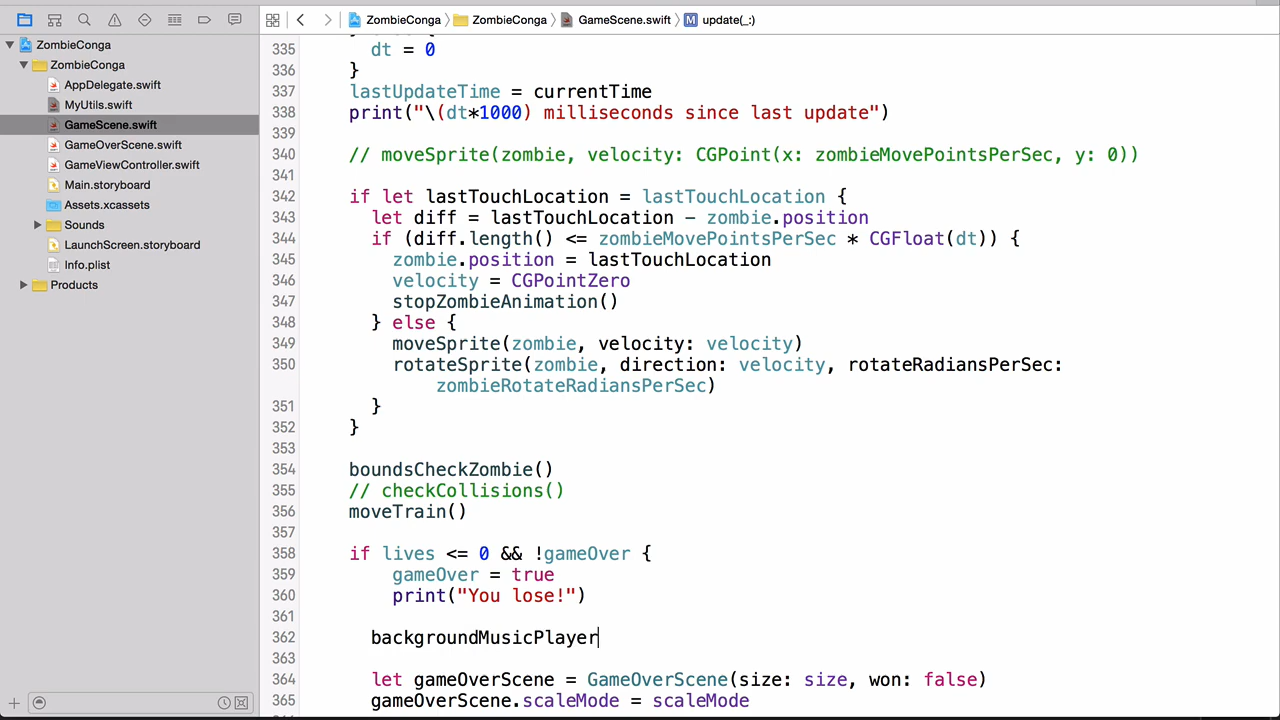 ZombieConga
ZombieConga
AppDelegate.swift
MyUtils.swift
GameScene.swift
GameOverScene.swift
GameViewController.swift
Main.storyboard
Assets.xcassets
Sounds
LaunchScreen.storyboard
Info.plist
Products
ZombieConga ZombieConga GameScene.swift M update(_:)
335 dt = 0
336 }
337 lastUpdateTime = currentTime
338 print("\(dt*1000) milliseconds since last update")
339
340 // moveSprite(zombie, velocity: CGPoint(x: zombieMovePointsPerSec, y: 0))
341
342 if let lastTouchLocation = lastTouchLocation {
343 let diff = lastTouchLocation - zombie.position
344 if (diff.length() <= zombieMovePointsPerSec * CGFloat(dt)) {
345 zombie.position = lastTouchLocation
346 velocity = CGPointZero
347 stopZombieAnimation()
348 } else {
349 moveSprite(zombie, velocity: velocity)
350 rotateSprite(zombie, direction: velocity, rotateRadiansPerSec:
zombieRotateRadiansPerSec)
351 }
352 }
353
354 boundsCheckZombie()
355 // checkCollisions()
356 moveTrain()
357
358 if lives <= 0 && !gameOver {
359 gameOver = true
360 print("You lose!")
361
362 backgroundMusicPlayer
363
364 let gameOverScene = GameOverScene(size: size, won: false)
365 gameOverScene.scaleMode = scaleMode